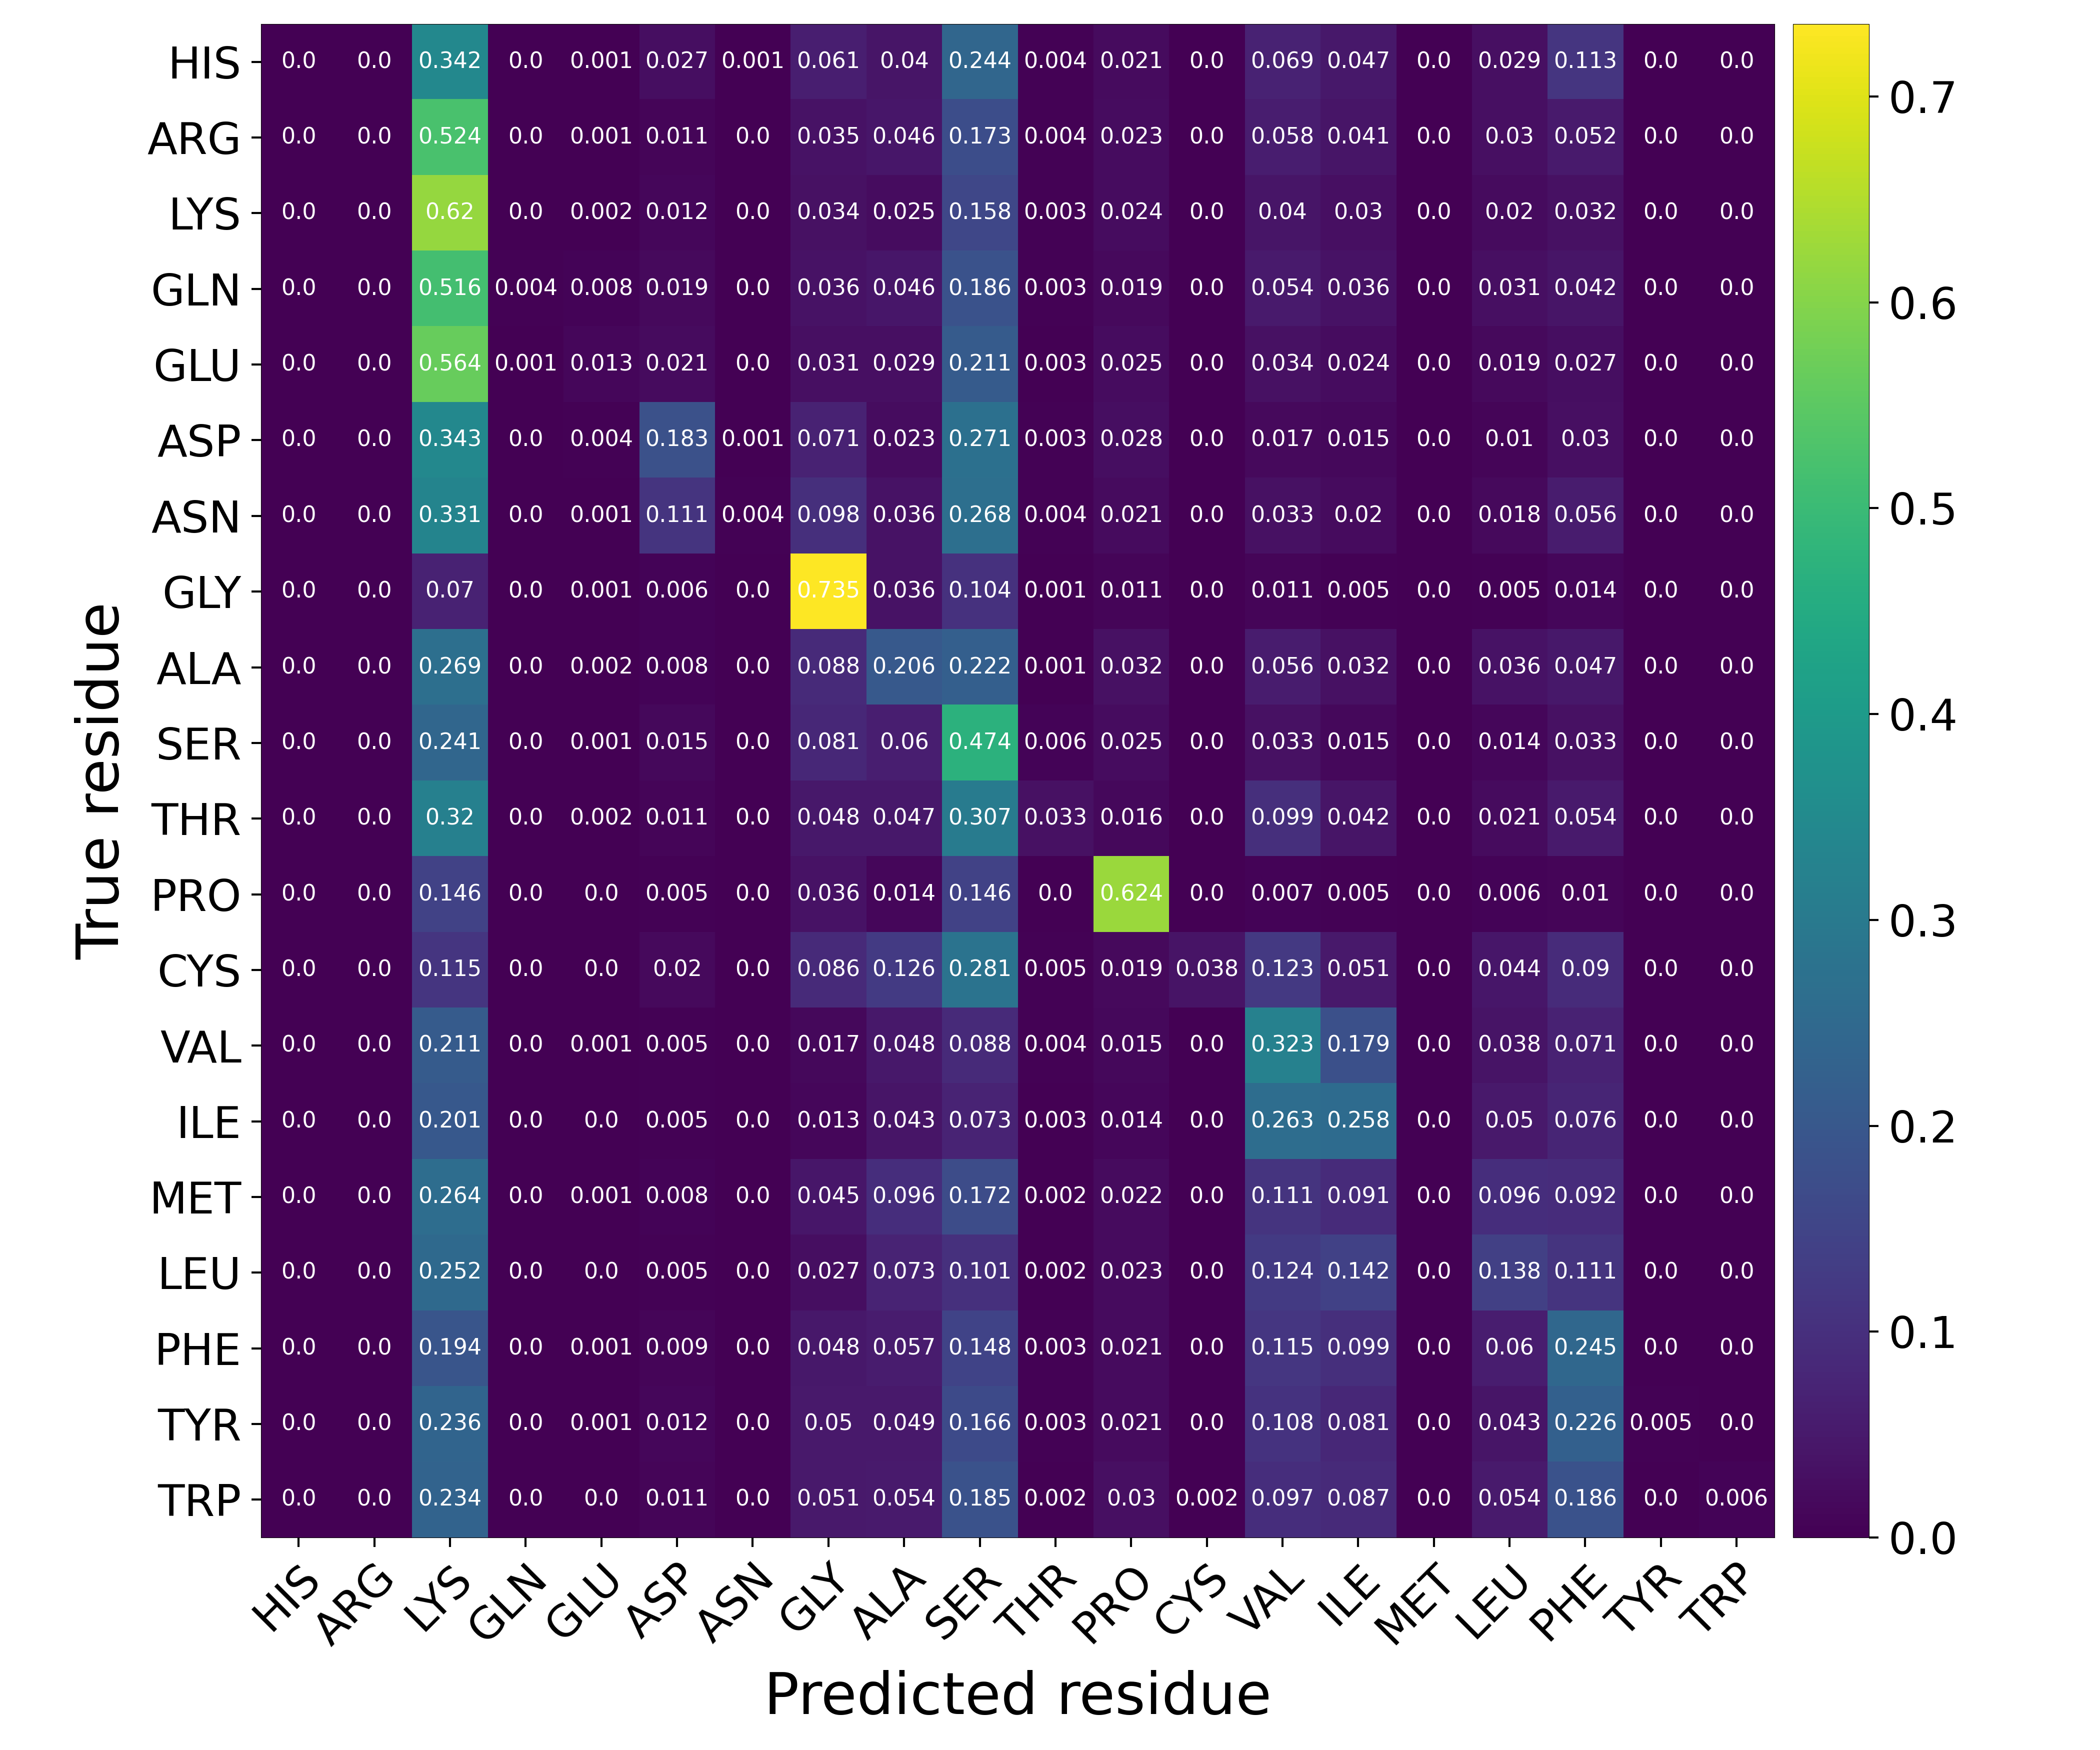 HIS 0.0 0.0 0.342 0.0 0.001 0.027 0.001 0.061 0.04 0.244 0.004 0.021 0.0 0.069 0.047 0.0 0.029 0.113 0.0 0.0
ARG 0.0 0.0 0.524 0.0 0.001 0.011 0.0 0.035 0.046 0.173 0.004 0.023 0.0 0.058 0.041 0.0 0.03 0.052 0.0 0.0
LYS 0.0 0.0 0.62 0.0 0.002 0.012 0.0 0.034 0.025 0.158 0.003 0.024 0.0 0.04 0.03 0.0 0.02 0.032 0.0 0.0
GLN 0.0 0.0 0.516 0.004 0.008 0.019 0.0 0.036 0.046 0.186 0.003 0.019 0.0 0.054 0.036 0.0 0.031 0.042 0.0 0.0
GLU 0.0 0.0 0.564 0.001 0.013 0.021 0.0 0.031 0.029 0.211 0.003 0.025 0.0 0.034 0.024 0.0 0.019 0.027 0.0 0.0
ASP 0.0 0.0 0.343 0.0 0.004 0.183 0.001 0.071 0.023 0.271 0.003 0.028 0.0 0.017 0.015 0.0 0.01 0.03 0.0 0.0
ASN 0.0 0.0 0.331 0.0 0.001 0.111 0.004 0.098 0.036 0.268 0.004 0.021 0.0 0.033 0.02 0.0 0.018 0.056 0.0 0.0
GLY 0.0 0.0 0.07 0.0 0.001 0.006 0.0 0.735 0.036 0.104 0.001 0.011 0.0 0.011 0.005 0.0 0.005 0.014 0.0 0.0
ALA 0.0 0.0 0.269 0.0 0.002 0.008 0.0 0.088 0.206 0.222 0.001 0.032 0.0 0.056 0.032 0.0 0.036 0.047 0.0 0.0
SER 0.0 0.0 0.241 0.0 0.001 0.015 0.0 0.081 0.06 0.474 0.006 0.025 0.0 0.033 0.015 0.0 0.014 0.033 0.0 0.0
THR 0.0 0.0 0.32 0.0 0.002 0.011 0.0 0.048 0.047 0.307 0.033 0.016 0.0 0.099 0.042 0.0 0.021 0.054 0.0 0.0
PRO 0.0 0.0 0.146 0.0 0.0 0.005 0.0 0.036 0.014 0.146 0.0 0.624 0.0 0.007 0.005 0.0 0.006 0.01 0.0 0.0
CYS 0.0 0.0 0.115 0.0 0.0 0.02 0.0 0.086 0.126 0.281 0.005 0.019 0.038 0.123 0.051 0.0 0.044 0.09 0.0 0.0
VAL 0.0 0.0 0.211 0.0 0.001 0.005 0.0 0.017 0.048 0.088 0.004 0.015 0.0 0.323 0.179 0.0 0.038 0.071 0.0 0.0
ILE 0.0 0.0 0.201 0.0 0.0 0.005 0.0 0.013 0.043 0.073 0.003 0.014 0.0 0.263 0.258 0.0 0.05 0.076 0.0 0.0
MET 0.0 0.0 0.264 0.0 0.001 0.008 0.0 0.045 0.096 0.172 0.002 0.022 0.0 0.111 0.091 0.0 0.096 0.092 0.0 0.0
LEU 0.0 0.0 0.252 0.0 0.0 0.005 0.0 0.027 0.073 0.101 0.002 0.023 0.0 0.124 0.142 0.0 0.138 0.111 0.0 0.0
PHE 0.0 0.0 0.194 0.0 0.001 0.009 0.0 0.048 0.057 0.148 0.003 0.021 0.0 0.115 0.099 0.0 0.06 0.245 0.0 0.0
TYR 0.0 0.0 0.236 0.0 0.001 0.012 0.0 0.05 0.049 0.166 0.003 0.021 0.0 0.108 0.081 0.0 0.043 0.226 0.005 0.0
TRP 0.0 0.0 0.234 0.0 0.0 0.011 0.0 0.051 0.054 0.185 0.002 0.03 0.002 0.097 0.087 0.0 0.054 0.186 0.0 0.006
HIS ARG LYS GLN GLU ASP ASN GLY ALA SER THR PRO CYS VAL ILE MET LEU PHE TYR TRP
Predicted residue
True residue
0.7
0.6
0.5
0.4
0.3
0.2
0.1
0.0